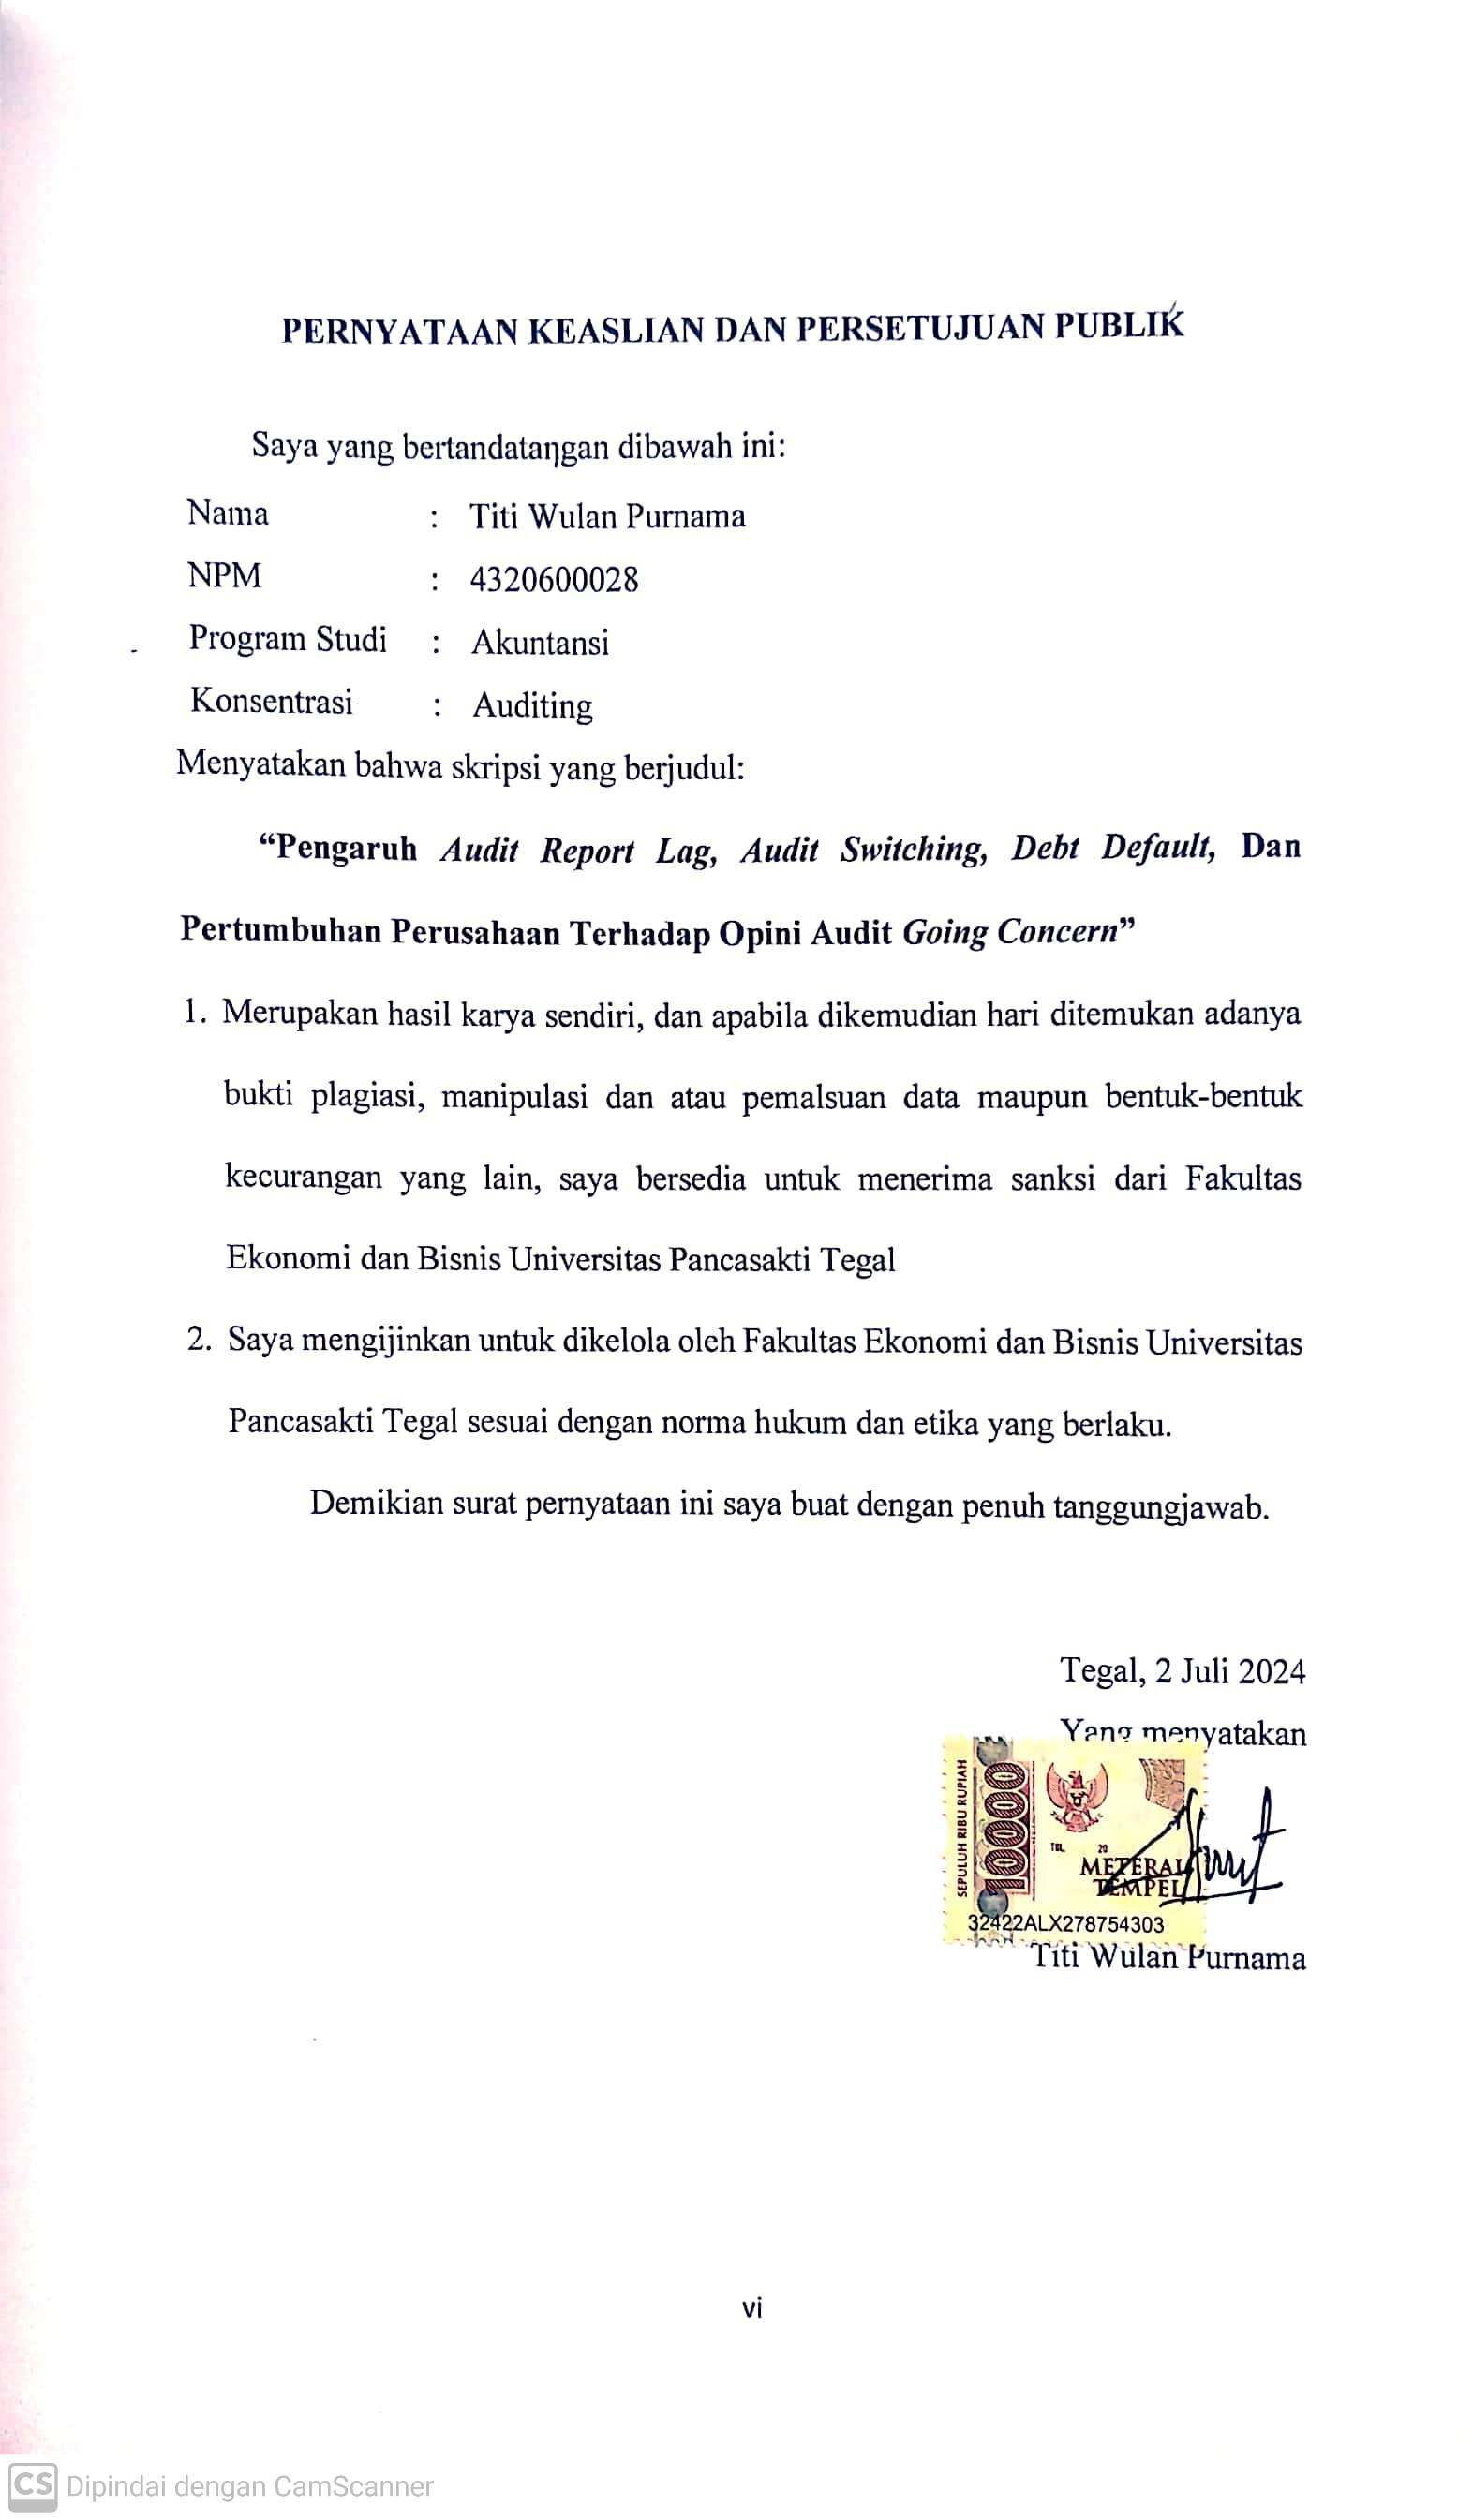 PERNYATAAN KEASLIAN DAN PERSETUJUAN PUBLIK
Saya yang bertandatangan dibawah ini:
Nama : Titi Wulan Purnama
NPM : 4320600028
Program Studi : Akuntansi
Konsentrasi : Auditing
Menyatakan bahwa skripsi yang berjudul:
“Pengaruh Audit Report Lag, Audit Switching, Debt Default, Dan
Pertumbuhan Perusahaan Terhadap Opini Audit Going Concern”
1. Merupakan hasil karya sendiri, dan apabila dikemudian hari ditemukan adanya
bukti plagiasi, manipulasi dan atau pemalsuan data maupun bentuk-bentuk
kecurangan yang lain, saya bersedia untuk menerima sanksi dari Fakultas
Ekonomi dan Bisnis Universitas Pancasakti Tegal
2. Saya mengijinkan untuk dikelola oleh Fakultas Ekonomi dan Bisnis Universitas
Pancasakti Tegal sesuai dengan norma hukum dan etika yang berlaku.
Demikian surat pernyataan ini saya buat dengan penuh tanggungjawab.
Tegal, 2 Juli 2024
Yang menyatakan
SEPULUH RIBU RUPIAH
10000
TGL. 20
METERAI
TEMPEL
32422ALX278754303
Titi Wulan Purnama
vi
CS Dipindai dengan CamScanner